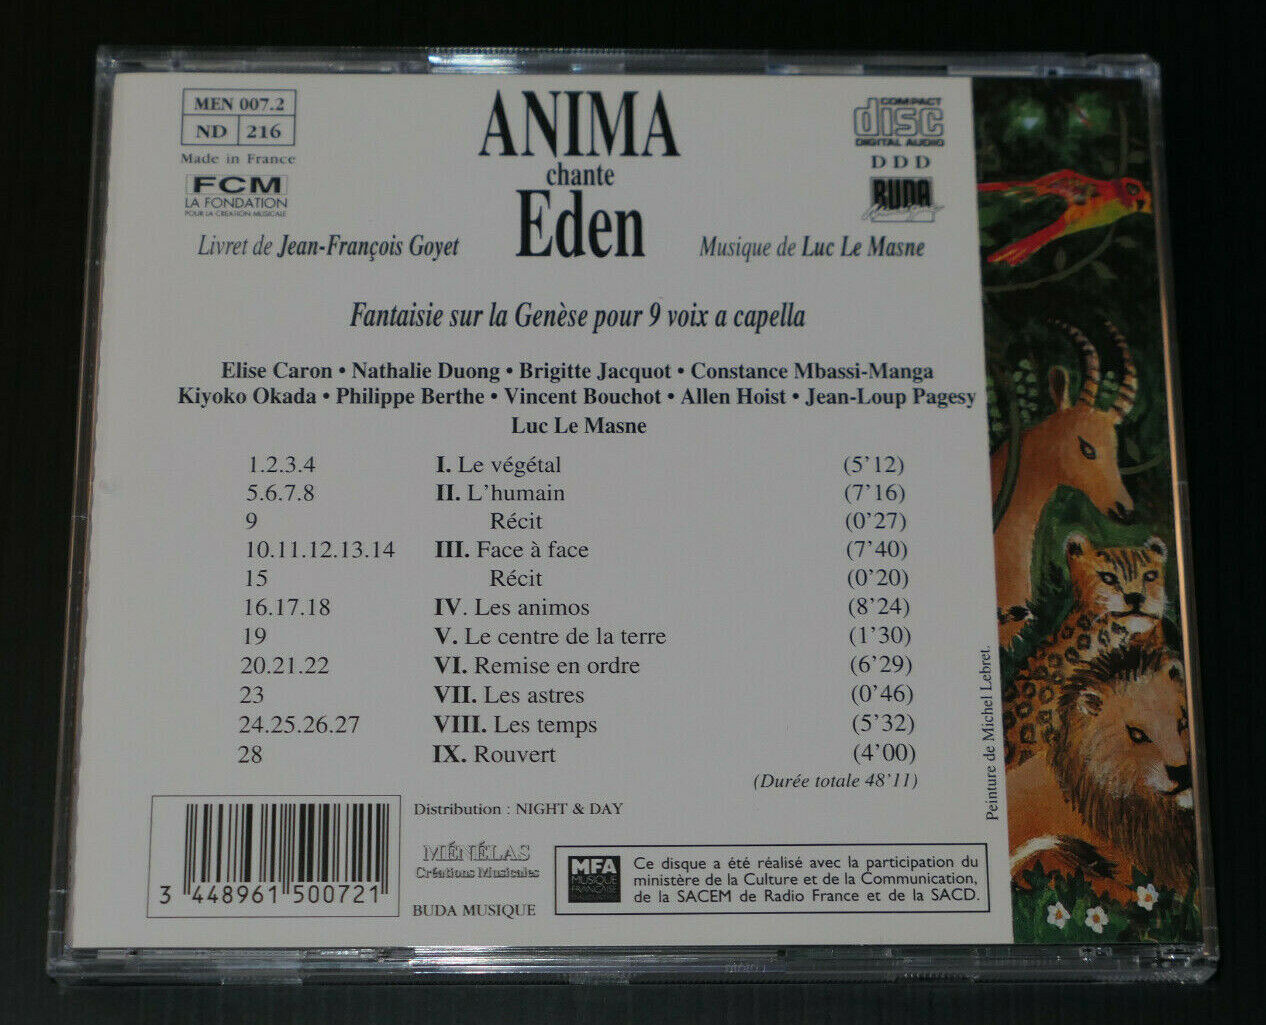 MEN 007.2
ND 216
Made in France
FCM
LA FONDATION
POUR LA CRÉATION MUSICALE
ANIMA
chante
Eden
COMPACT
disc
DIGITAL AUDIO
D D D
BUDA
Livret de Jean-François Goyet
Musique de Luc Le Masne
Fantaisie sur la Genèse pour 9 voix a capella
Elise Caron • Nathalie Duong • Brigitte Jacquot • Constance Mbassi-Manga
Kiyoko Okada • Philippe Berthe • Vincent Bouchot • Allen Hoist • Jean-Loup Pagesy
Luc Le Masne
1.2.3.4 I. Le végétal (5'12)
5.6.7.8 II. L'humain (7'16)
9 Récit (0'27)
10.11.12.13.14 III. Face à face (7'40)
15 Récit (0'20)
16.17.18 IV. Les animos (8'24)
19 V. Le centre de la terre (1'30)
20.21.22 VI. Remise en ordre (6'29)
23 VII. Les astres (0'46)
24.25.26.27 VIII. Les temps (5'32)
28 IX. Rouvert (4'00)
(Durée totale 48'11)
Peinture de Michel Lebret.
Distribution : NIGHT & DAY
MÉNÉLAS
Créations Musicales
BUDA MUSIQUE
3 448961 500721
MFA
MUSIQUE
FRANÇAISE
Ce disque a été réalisé avec la participation du
ministère de la Culture et de la Communication,
de la SACEM de Radio France et de la SACD.